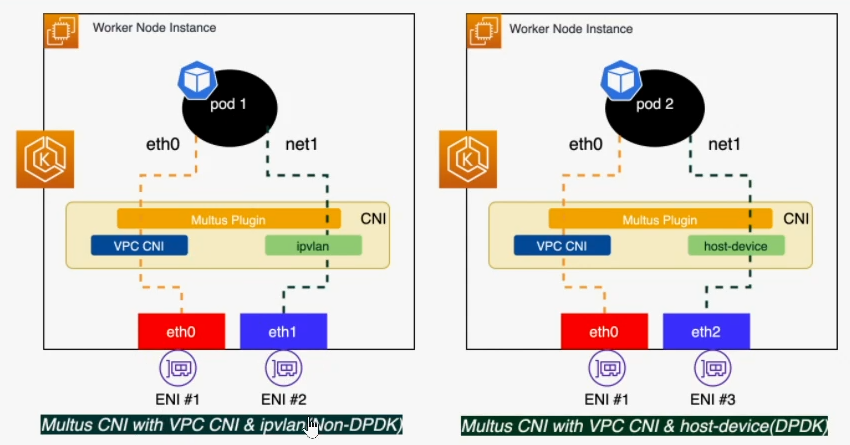 Worker Node Instance
pod 1
eth0
net1
K
Multus Plugin
CNI
VPC CNI
ipvlan
eth0
eth1
ENI #1
ENI #2
Multus CNI with VPC CNI & ipvlan(Non-DPDK)
Worker Node Instance
pod 2
eth0
net1
K
Multus Plugin
CNI
VPC CNI
host-device
eth0
eth2
ENI #1
ENI #3
Multus CNI with VPC CNI & host-device(DPDK)